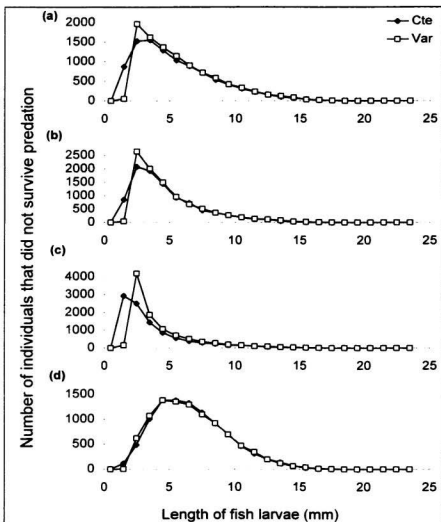 (a)
Cte
Var
2000
1500
1000
500
0
0 5 10 15 20 25
(b)
2500
2000
1500
1000
500
0
0 5 10 15 20 25
(c)
4000
3000
2000
1000
0
0 5 10 15 20 25
(d)
1500
1000
500
0
0 5 10 15 20 25
Number of individuals that did not survive predation
Length of fish larvae (mm)